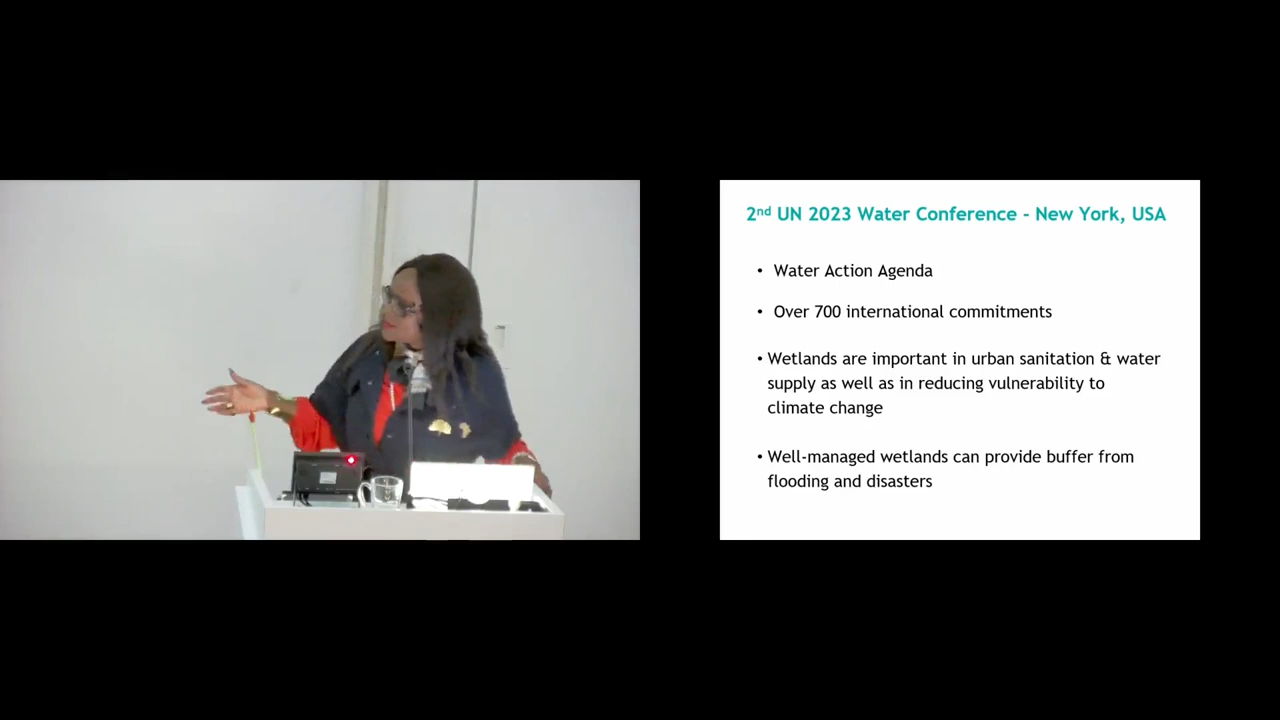 2nd UN 2023 Water Conference - New York, USA
• Water Action Agenda
• Over 700 international commitments
• Wetlands are important in urban sanitation & water
supply as well as in reducing vulnerability to
climate change
• Well-managed wetlands can provide buffer from
flooding and disasters